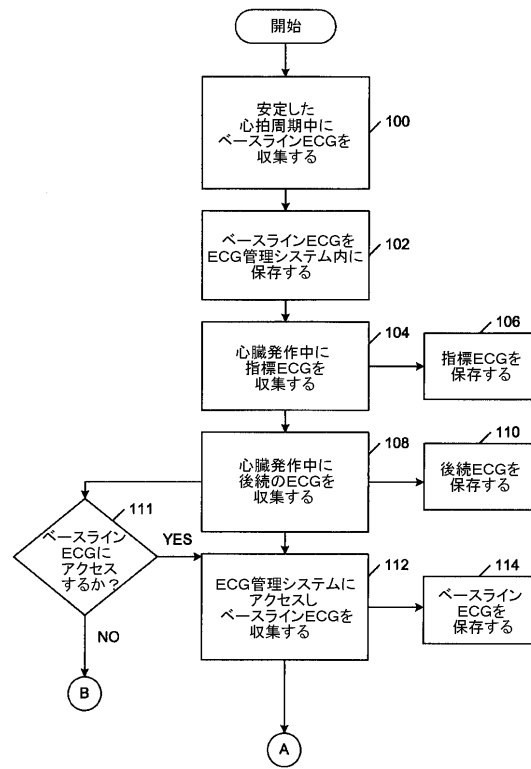 開始
安定した
心拍周期中に
ベースラインECGを
収集する
100
ベースラインECGを
ECG管理システム内に
保存する
102
心臓発作中に
指標ECGを
収集する
104
指標ECGを
保存する
106
心臓発作中に
後続のECGを
収集する
108
後続ECGを
保存する
110
ベースライン
ECGに
アクセス
するか?
111
YES
NO
ECG管理システムに
アクセスし
ベースラインECGを
収集する
112
ベースライン
ECGを
保存する
114
B
A